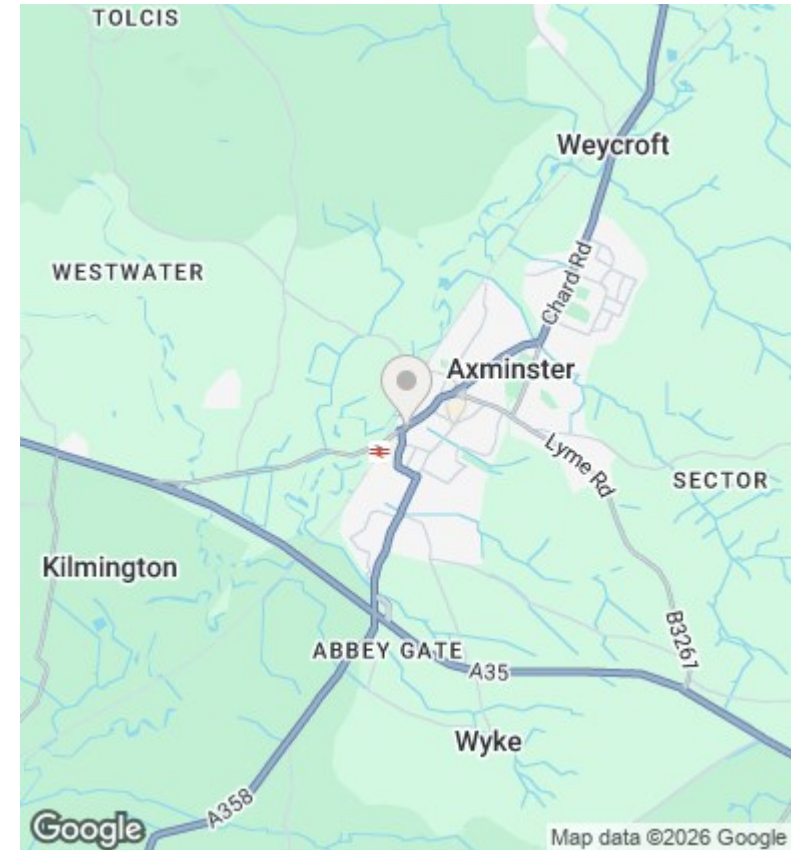 TOLCIS
Weycroft
WESTWATER
Chard Rd
Axminster
Lyme Rd
SECTOR
Kilmington
B3261
ABBEY GATE
A35
Wyke
A358
Google
Map data ©2026 Google